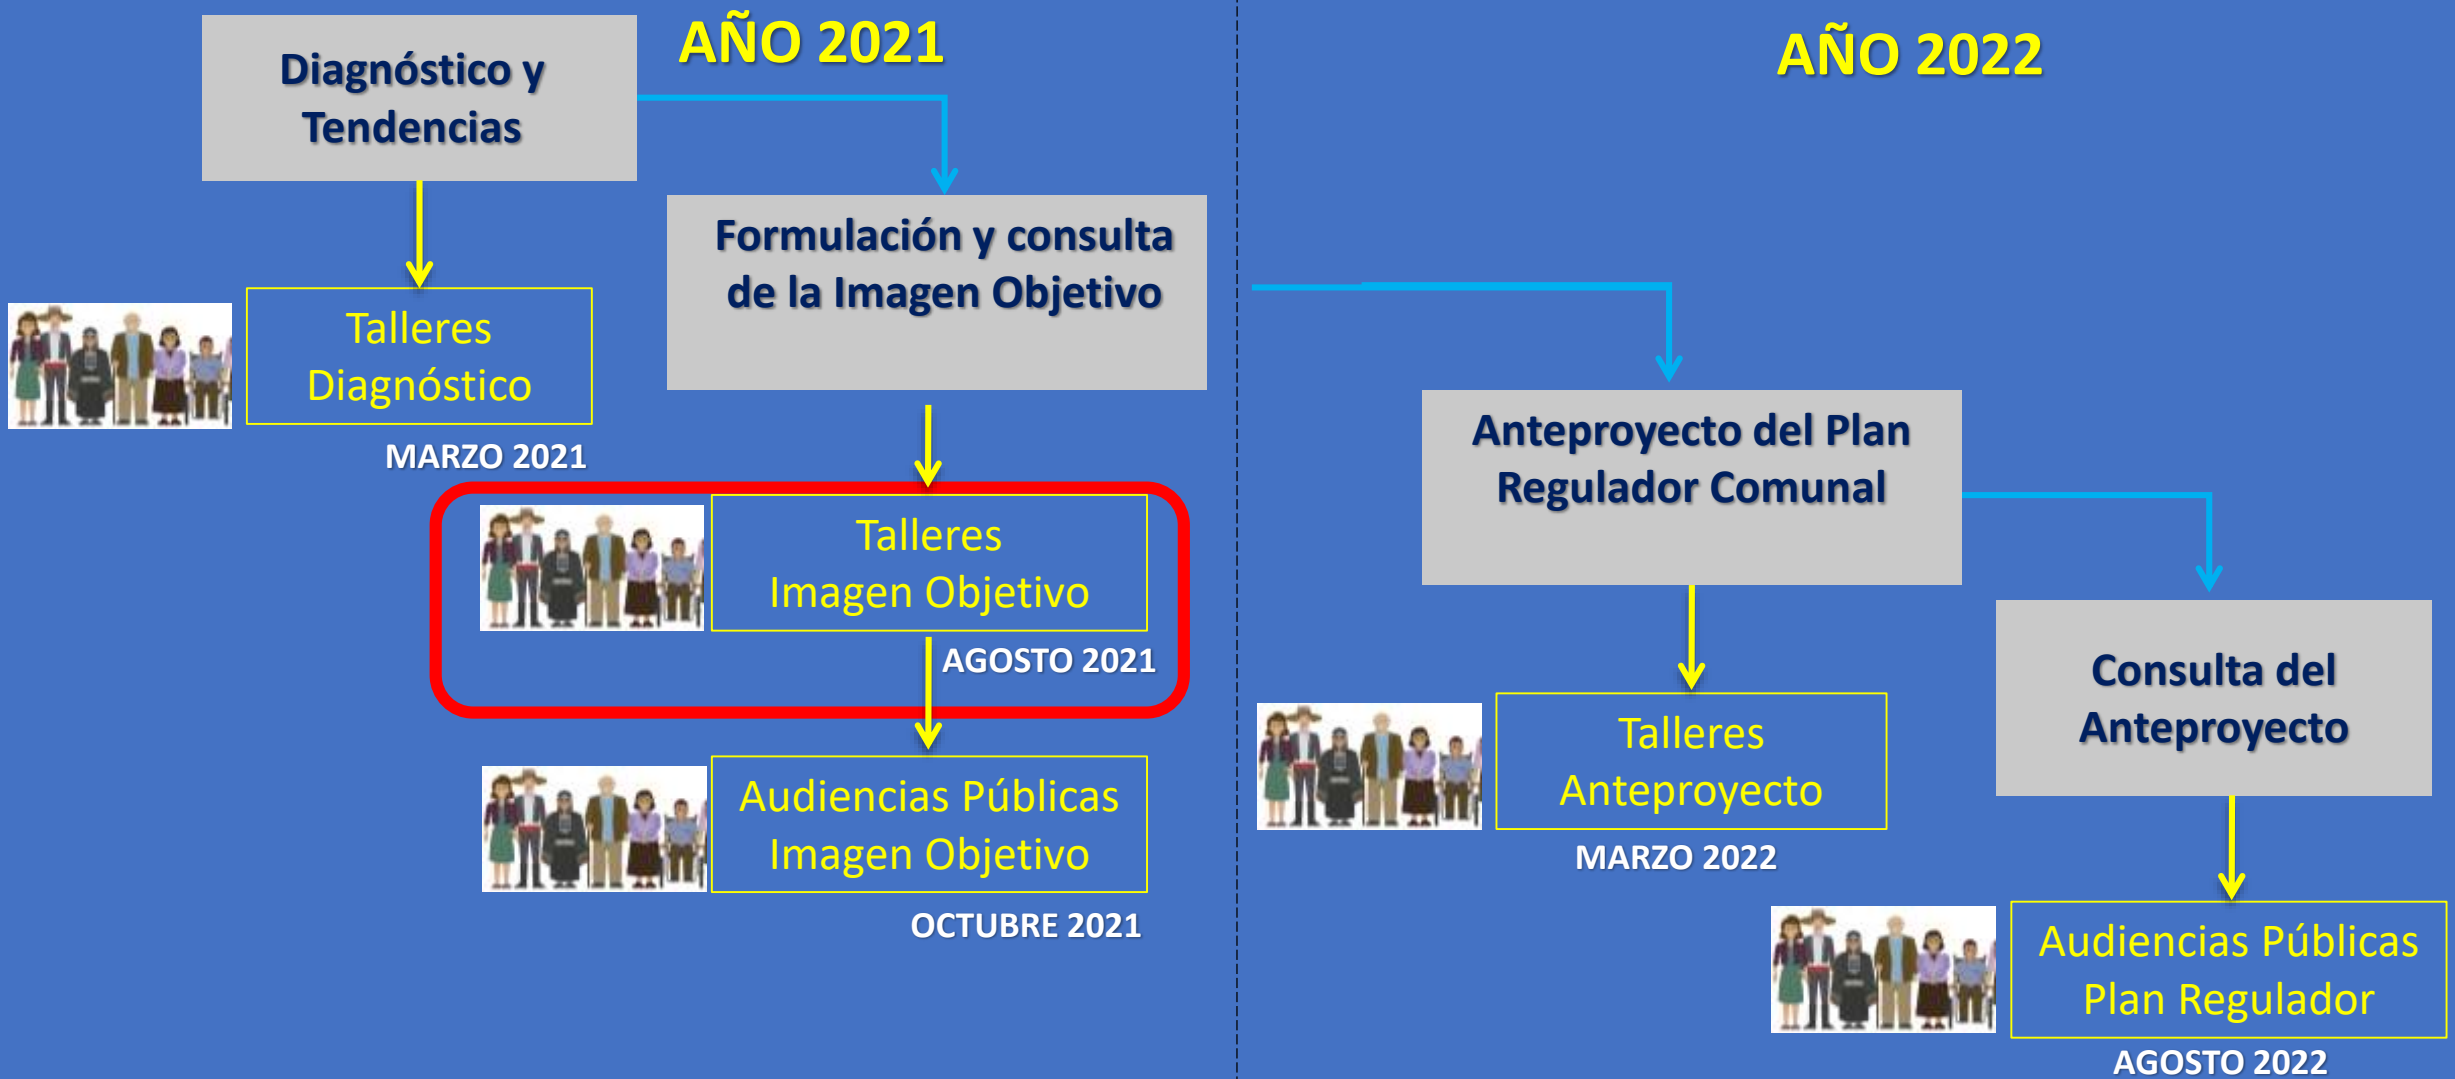 AÑO 2021
Diagnóstico y
Tendencias
Formulación y consulta
de la Imagen Objetivo
Talleres
Diagnóstico
MARZO 2021
Talleres
Imagen Objetivo
AGOSTO 2021
Audiencias Públicas
Imagen Objetivo
OCTUBRE 2021
AÑO 2022
Anteproyecto del Plan
Regulador Comunal
Talleres
Anteproyecto
MARZO 2022
Consulta del
Anteproyecto
Audiencias Públicas
Plan Regulador
AGOSTO 2022